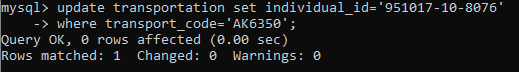 mysql> update transportation set individual_id='951017-10-8076'
    -> where transport_code='AK6350';
Query OK, 0 rows affected (0.00 sec)
Rows matched: 1  Changed: 0  Warnings: 0